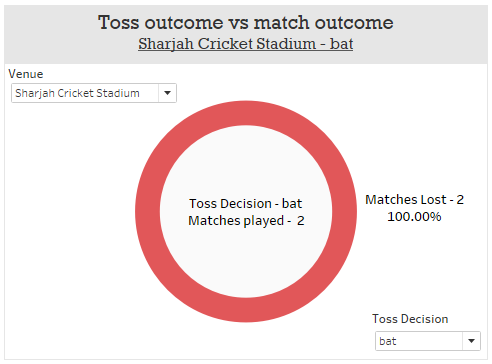 Toss outcome vs match outcome
Sharjah Cricket Stadium - bat
Venue
Sharjah Cricket Stadium
Toss Decision - bat
Matches played - 2
Matches Lost - 2
100.00%
Toss Decision
bat